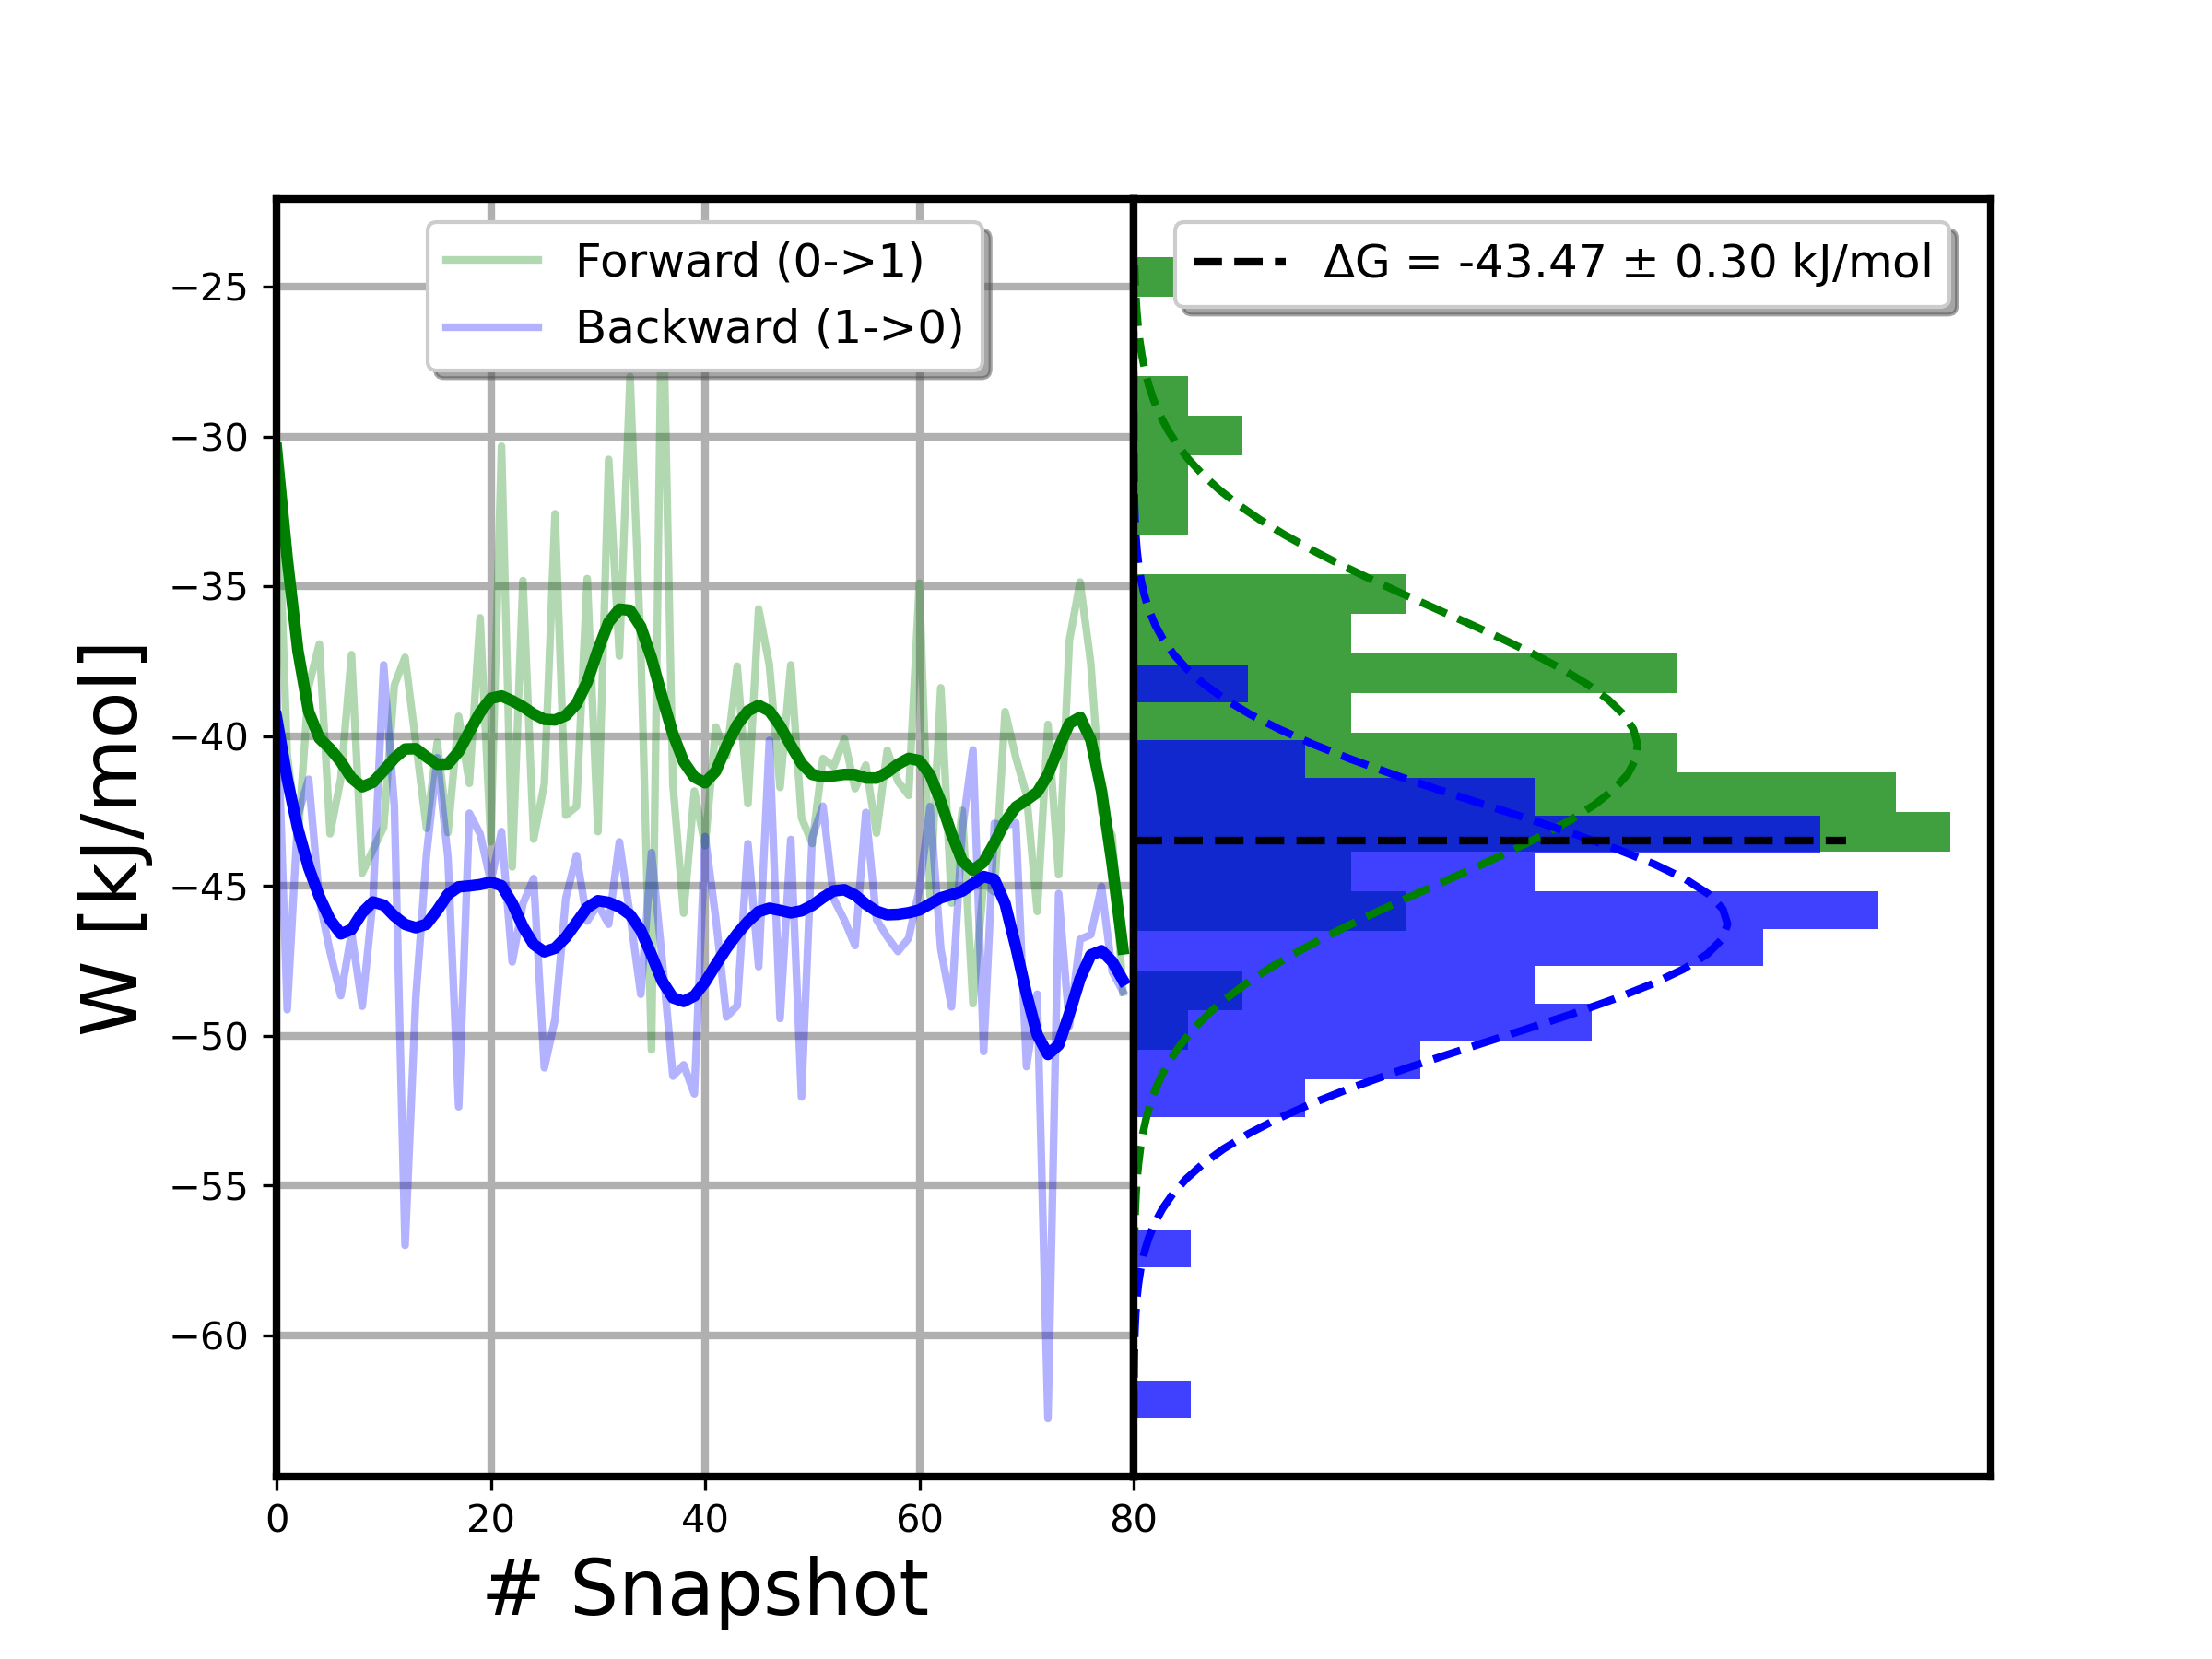 Forward (0->1)
Backward (1->0)
ΔG = -43.47 ± 0.30 kJ/mol
W [kJ/mol]
−25
−30
−35
−40
−45
−50
−55
−60
0 20 40 60 80
# Snapshot